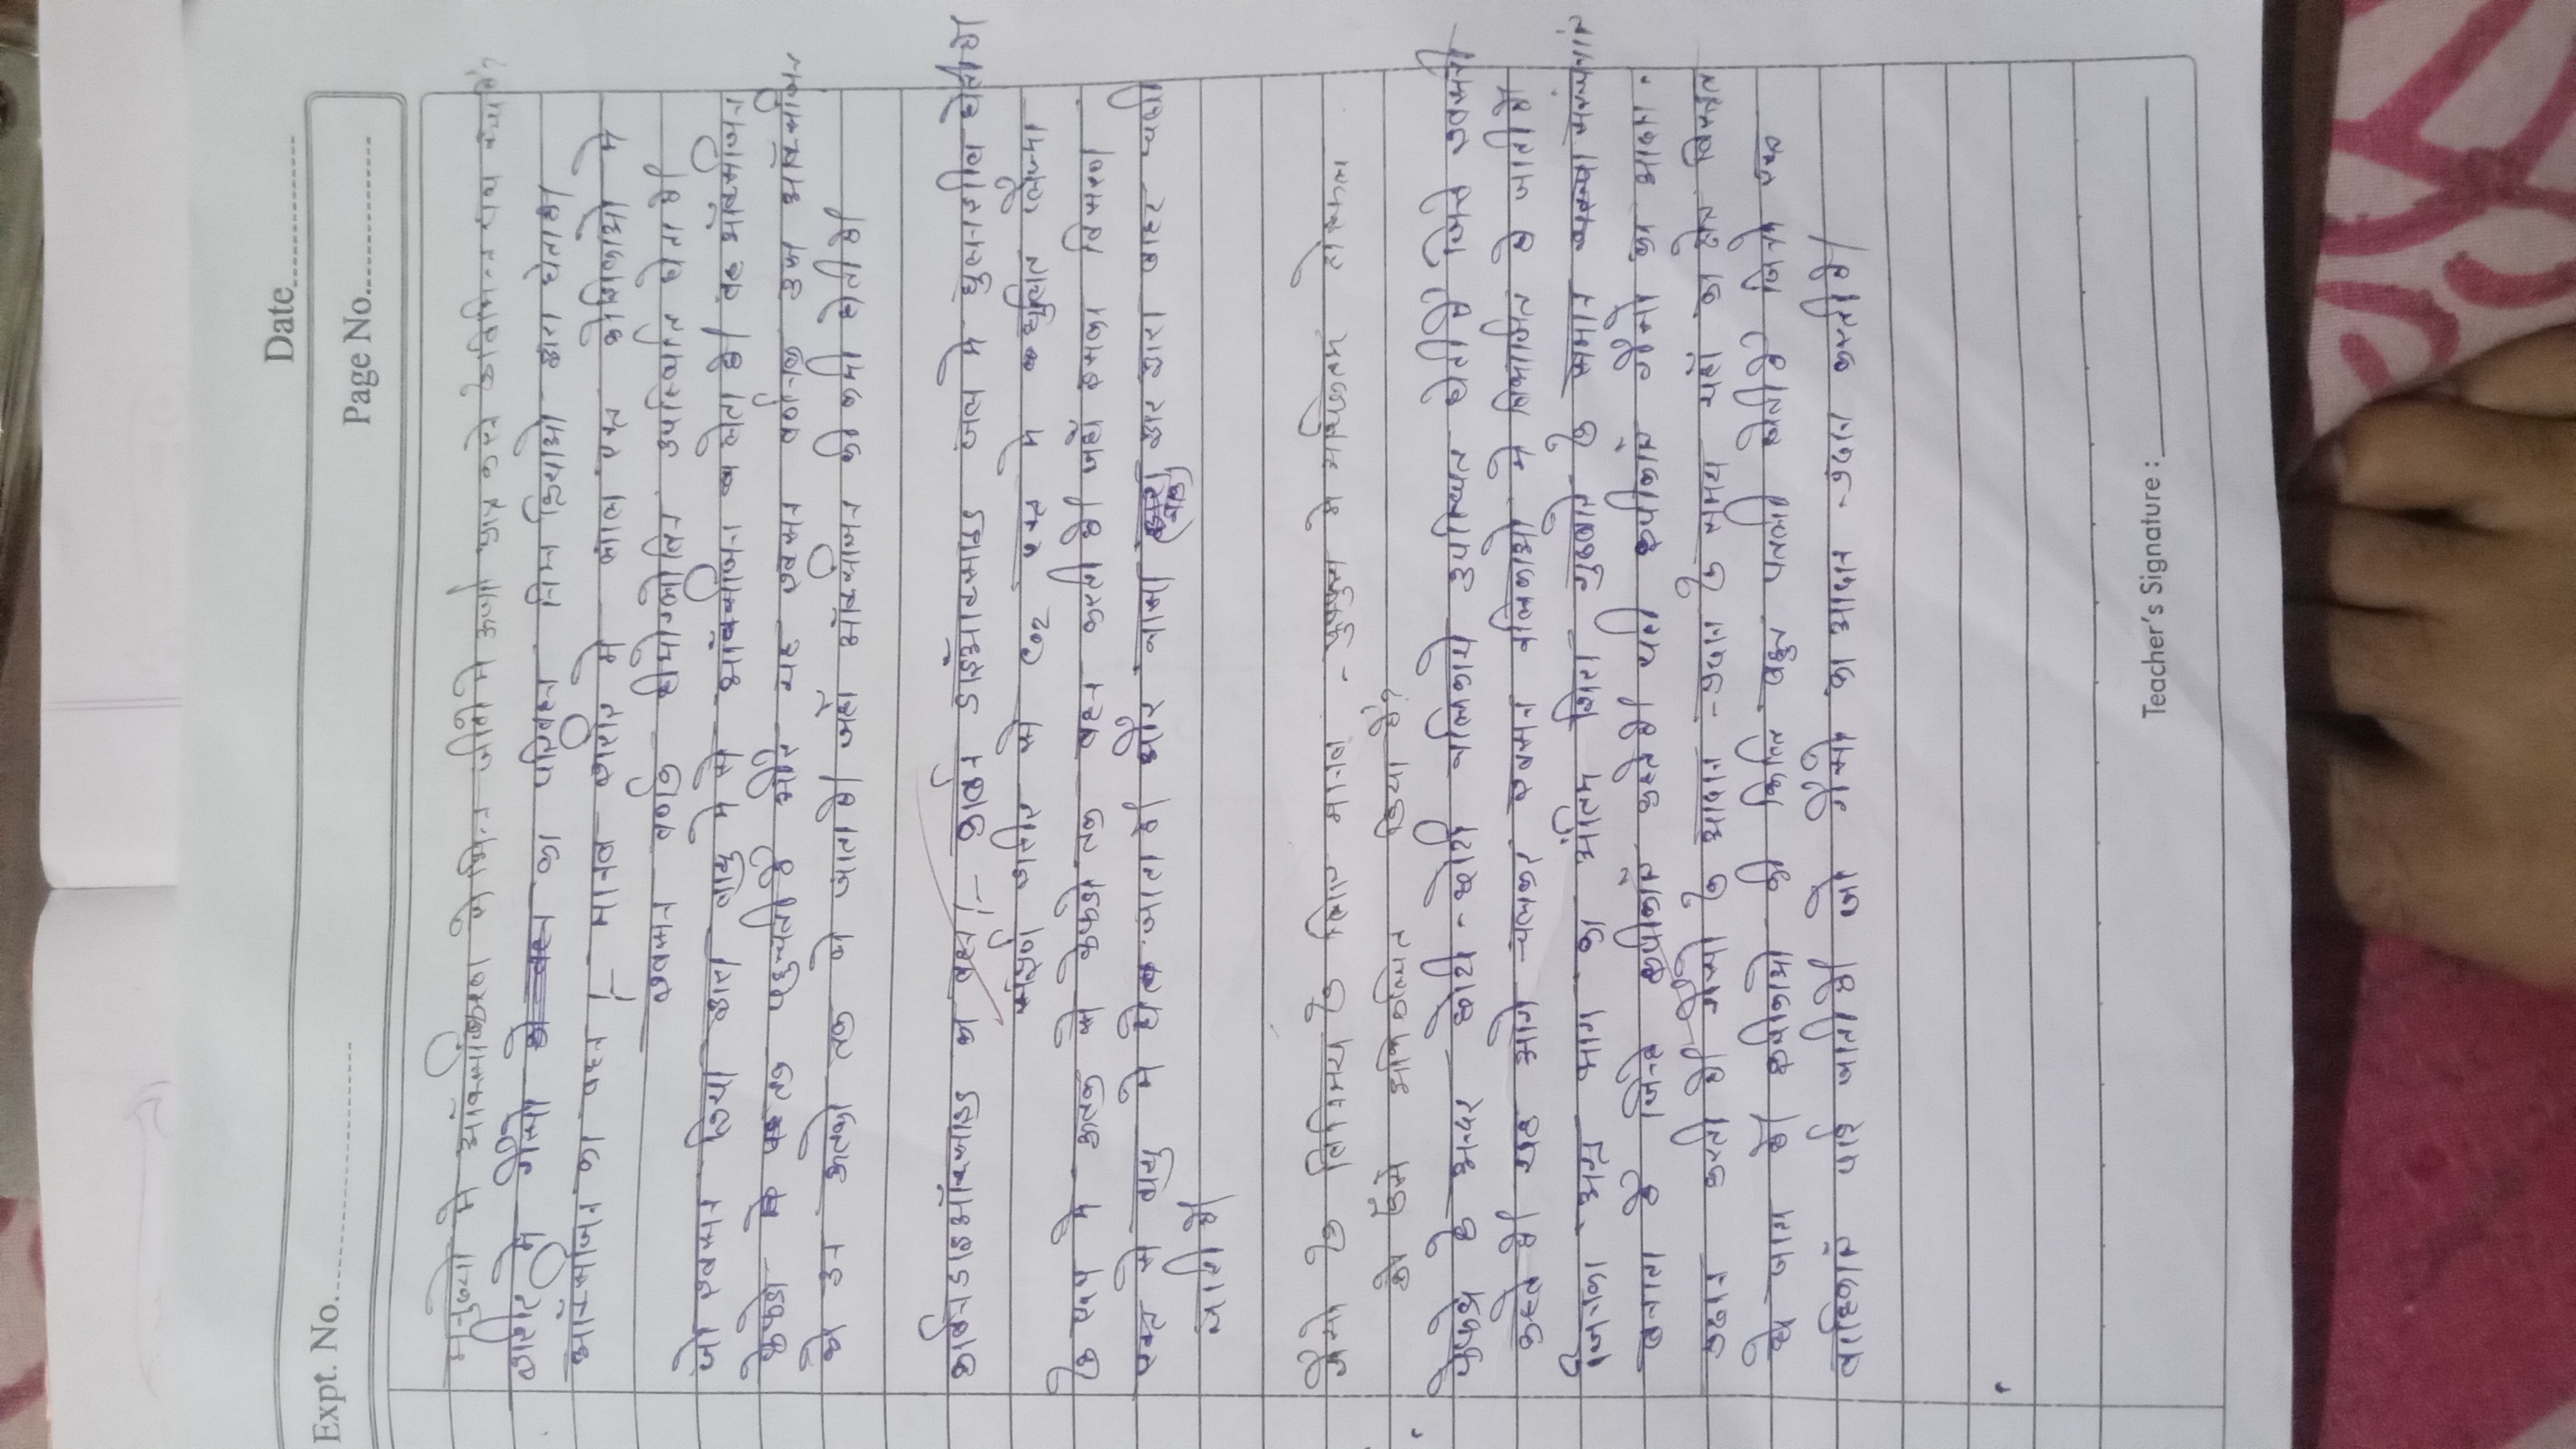 Date
Expt. No.
Page No.
मनुष्यो मे ऑक्सीकरण से भिन्न जीवो मे ऊर्जा प्राप्त करने के विभिन्न पथ क्या है?
शरीर मे गैसो का परिवहन निम्न क्रियाओ द्वारा होता है।
ऑक्सीजन का वहन :- मानव शरीर मे लाल रक्त कोशिकाओ मे
श्वसन वर्णक हीमोग्लोबिन उपस्थिति होता है।
जो श्वसन क्रिया द्वारा वायु मे से ऑक्सीजन लेता है। वह ऑक्सीजन
फेफडो तक पहुचती है और यह श्वसन वर्णक उस ऑक्सीजन
को उन ऊतको तक ले जाता है। जहाँ ऑक्सीजन की कमी होती है।
कार्बनडाइऑक्साइड का वहन :- कार्बन डाइऑक्साइड जल मे घुलनशील होती है।
संपूर्ण शरीर से CO2 रक्त मे घुलित प्लैज्मा
के रूप मे ऊतक से फेफडो तक वहन करती है। जहाँ इसका विसरण
रक्त से वायु मे हो जाता है। और नासा द्वार द्वारा बाहर चली
जाती है।
गैसो के विनिमय के लिए मानव - फुफ्फुस मे अधिकतम क्षेत्रफल
को कैसे अभिकल्पित किया है?
फेफडो के अन्दर छोटी - छोटी नलिकाये उपस्थित होती है जिन्हे श्वसनी
कहते है। यह आगे चलकर श्वसन नलिकाओ मे विभाजित हो जाती है।
जिनका अग्र भाग का अंतिम शिरा गुब्बारे के समान संरचनाएं
बनाता है जिन्हे कूपीकाएँ कहते है। यही कूपीकाएं गैसो का आदान -
प्रदान करती है। गैसो के आदान - प्रदान के समय यहाँ का क्षेत्र विस्तृत
हो जाता है। कूपीकाओ की भित्ति बहुत पतली होती है जिनमे रक्त
वाहिकाएं पाई जाती है। जो गैसो का आदान - प्रदान करती है।
Teacher's Signature :